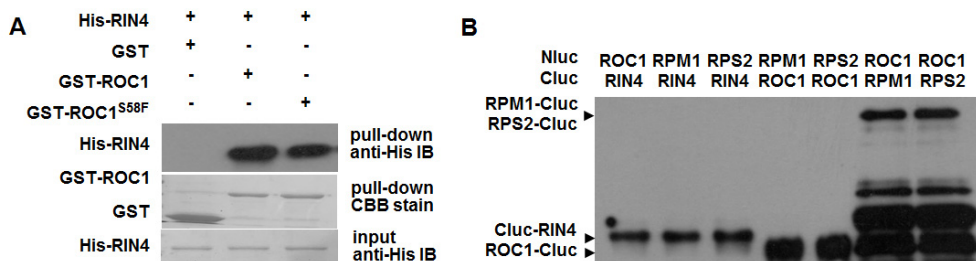 A
His-RIN4 + + +
GST + - -
GST-ROC1 - + -
GST-ROC1S58F - - +
His-RIN4 pull-down anti-His IB
GST-ROC1
GST pull-down CBB stain
His-RIN4 input anti-His IB
B
Nluc ROC1 RPM1 RPS2 RPM1 RPS2 ROC1 ROC1
Cluc RIN4 RIN4 RIN4 ROC1 ROC1 RPM1 RPS2
RPM1-Cluc
RPS2-Cluc
Cluc-RIN4
ROC1-Cluc